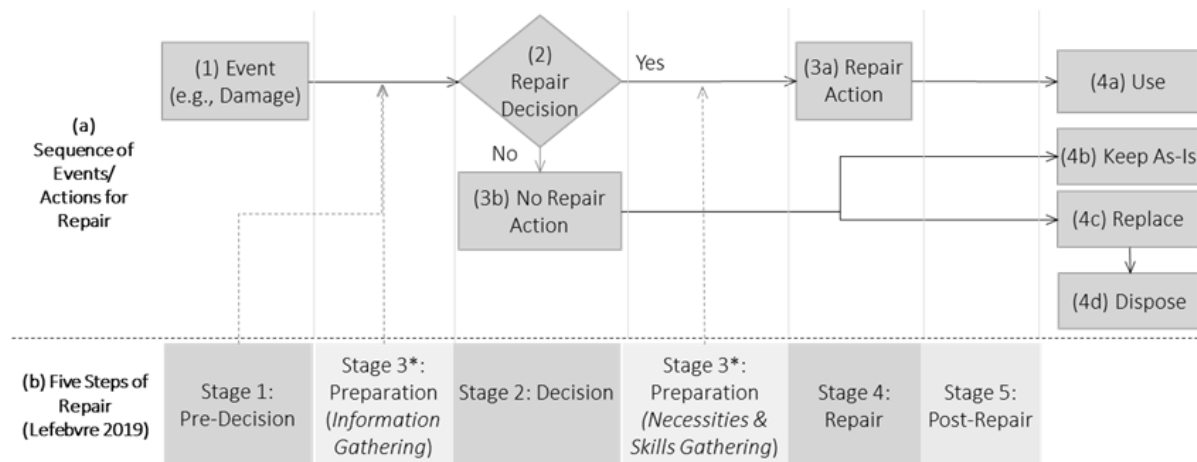 (1) Event
(e.g., Damage)
(2)
Repair
Decision
Yes
No
(3a) Repair
Action
(3b) No Repair
Action
(4a) Use
(4b) Keep As-Is
(4c) Replace
(4d) Dispose
(a)
Sequence of
Events/
Actions for
Repair
(b) Five Steps of
Repair
(Lefebvre 2019)
Stage 1:
Pre-Decision
Stage 3*:
Preparation
(Information
Gathering)
Stage 2: Decision
Stage 3*:
Preparation
(Necessities &
Skills Gathering)
Stage 4:
Repair
Stage 5:
Post-Repair